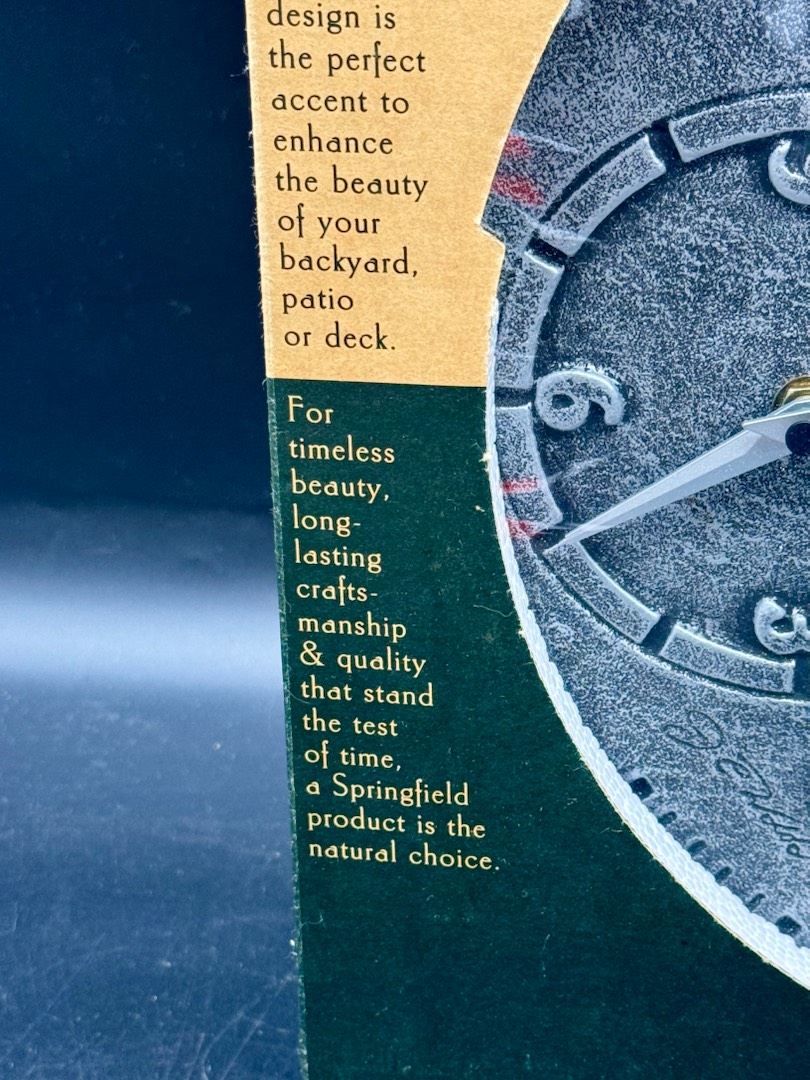 design is
the perfect
accent to
enhance
the beauty
of your
backyard,
patio
or deck.
For
timeless
beauty,
long-
lasting
crafts-
manship
& quality
that stand
the test
of time,
a Springfield
product is the
natural choice.
9